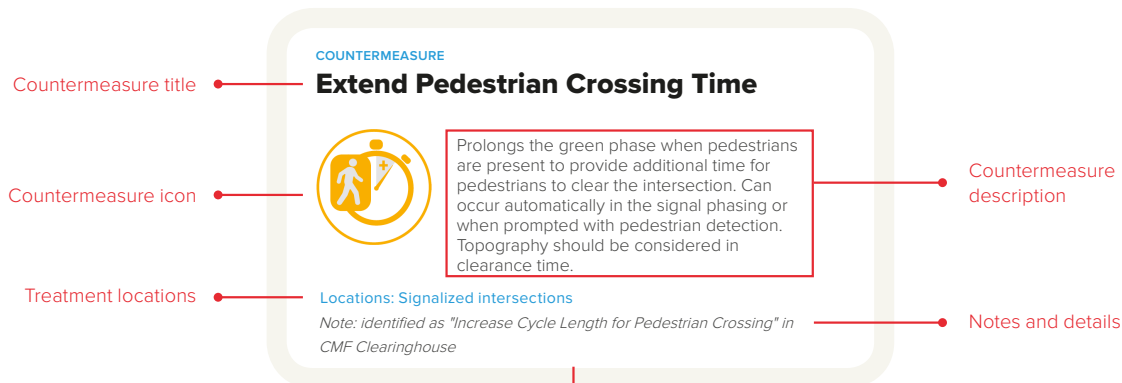 COUNTERMEASURE
Countermeasure title
Extend Pedestrian Crossing Time
Countermeasure icon
Prolongs the green phase when pedestrians
are present to provide additional time for
pedestrians to clear the intersection. Can
occur automatically in the signal phasing or
when prompted with pedestrian detection.
Topography should be considered in
clearance time.
Countermeasure
description
Treatment locations
Locations: Signalized intersections
Note: identified as "Increase Cycle Length for Pedestrian Crossing" in
CMF Clearinghouse
Notes and details